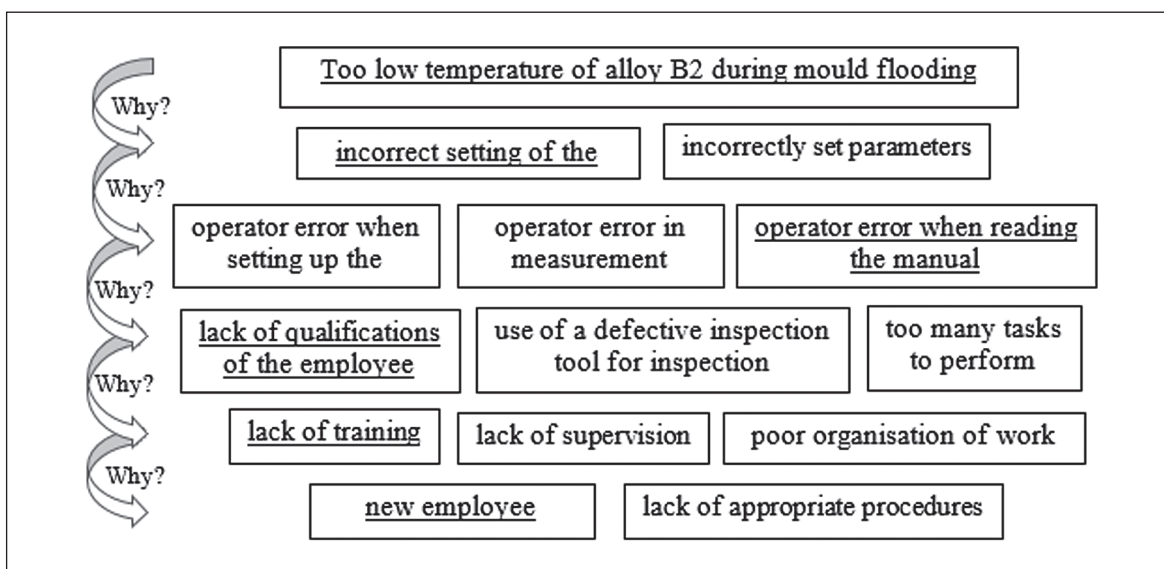 Too low temperature of alloy B2 during mould flooding
Why?
incorrect setting of the
incorrectly set parameters
Why?
operator error when
setting up the
operator error in
measurement
operator error when reading
the manual
Why?
lack of qualifications
of the employee
use of a defective inspection
tool for inspection
too many tasks
to perform
Why?
lack of training
lack of supervision
poor organisation of work
Why?
new employee
lack of appropriate procedures